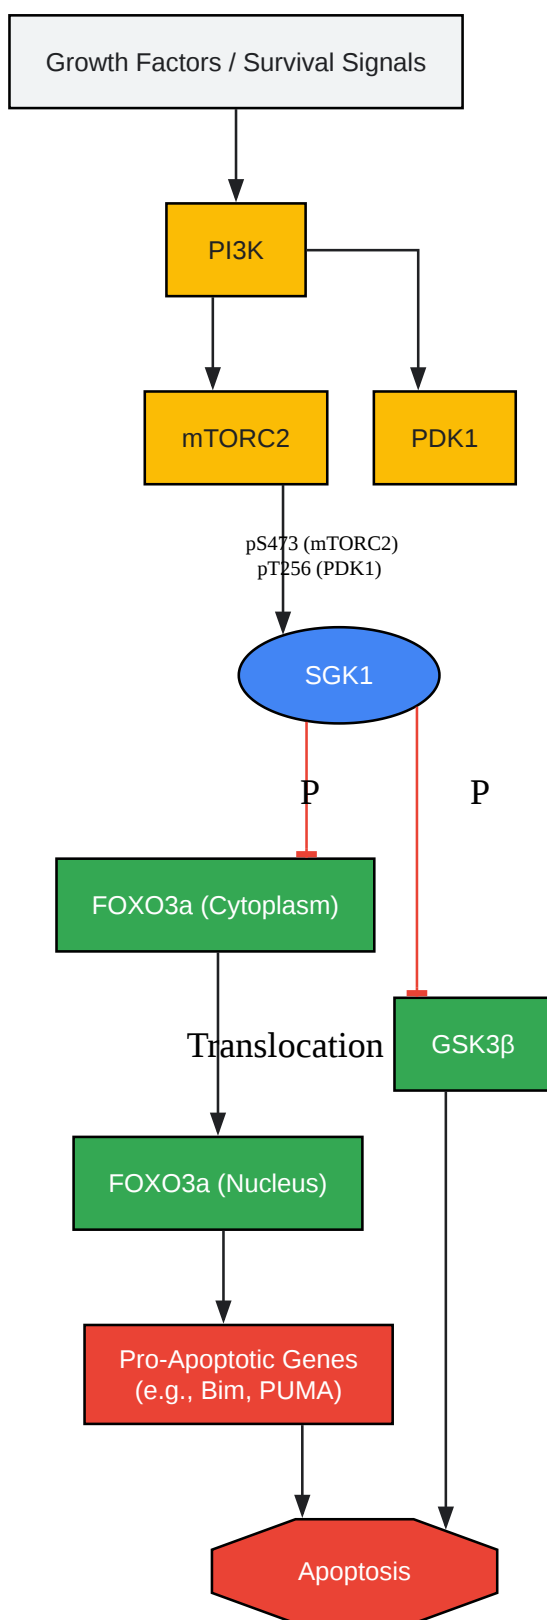 Growth Factors / Survival Signals
PI3K
mTORC2
PDK1
pS473 (mTORC2)
pT256 (PDK1)
SGK1
P
P
FOXO3a (Cytoplasm)
Translocation
GSK3β
FOXO3a (Nucleus)
Pro-Apoptotic Genes
(e.g., Bim, PUMA)
Apoptosis